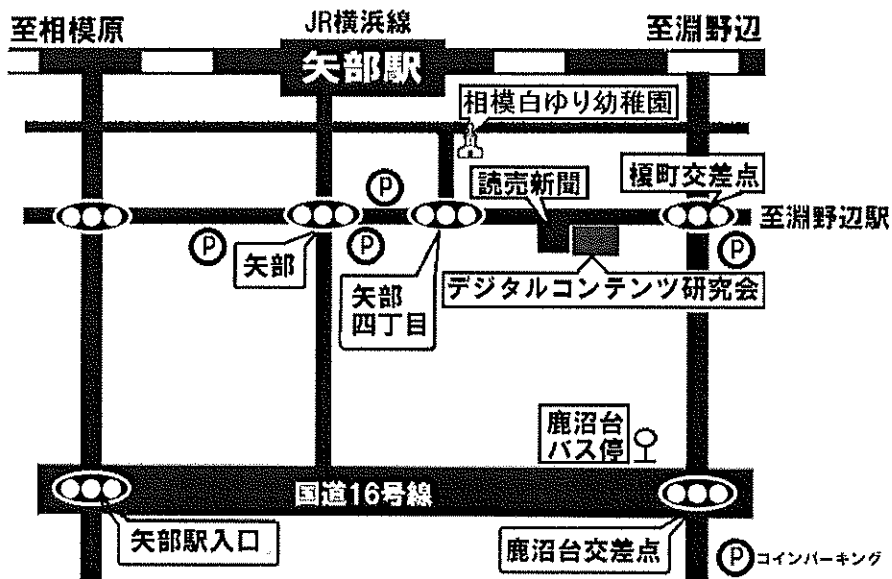 至相模原
JR横浜線
至淵野辺
矢部駅
相模白ゆり幼稚園
読売新聞
榎町交差点
P
至淵野辺駅
P
P
P
矢部
矢部
四丁目
デジタルコンテンツ研究会
鹿沼台
バス停
国道16号線
矢部駅入口
鹿沼台交差点
P コインパーキング